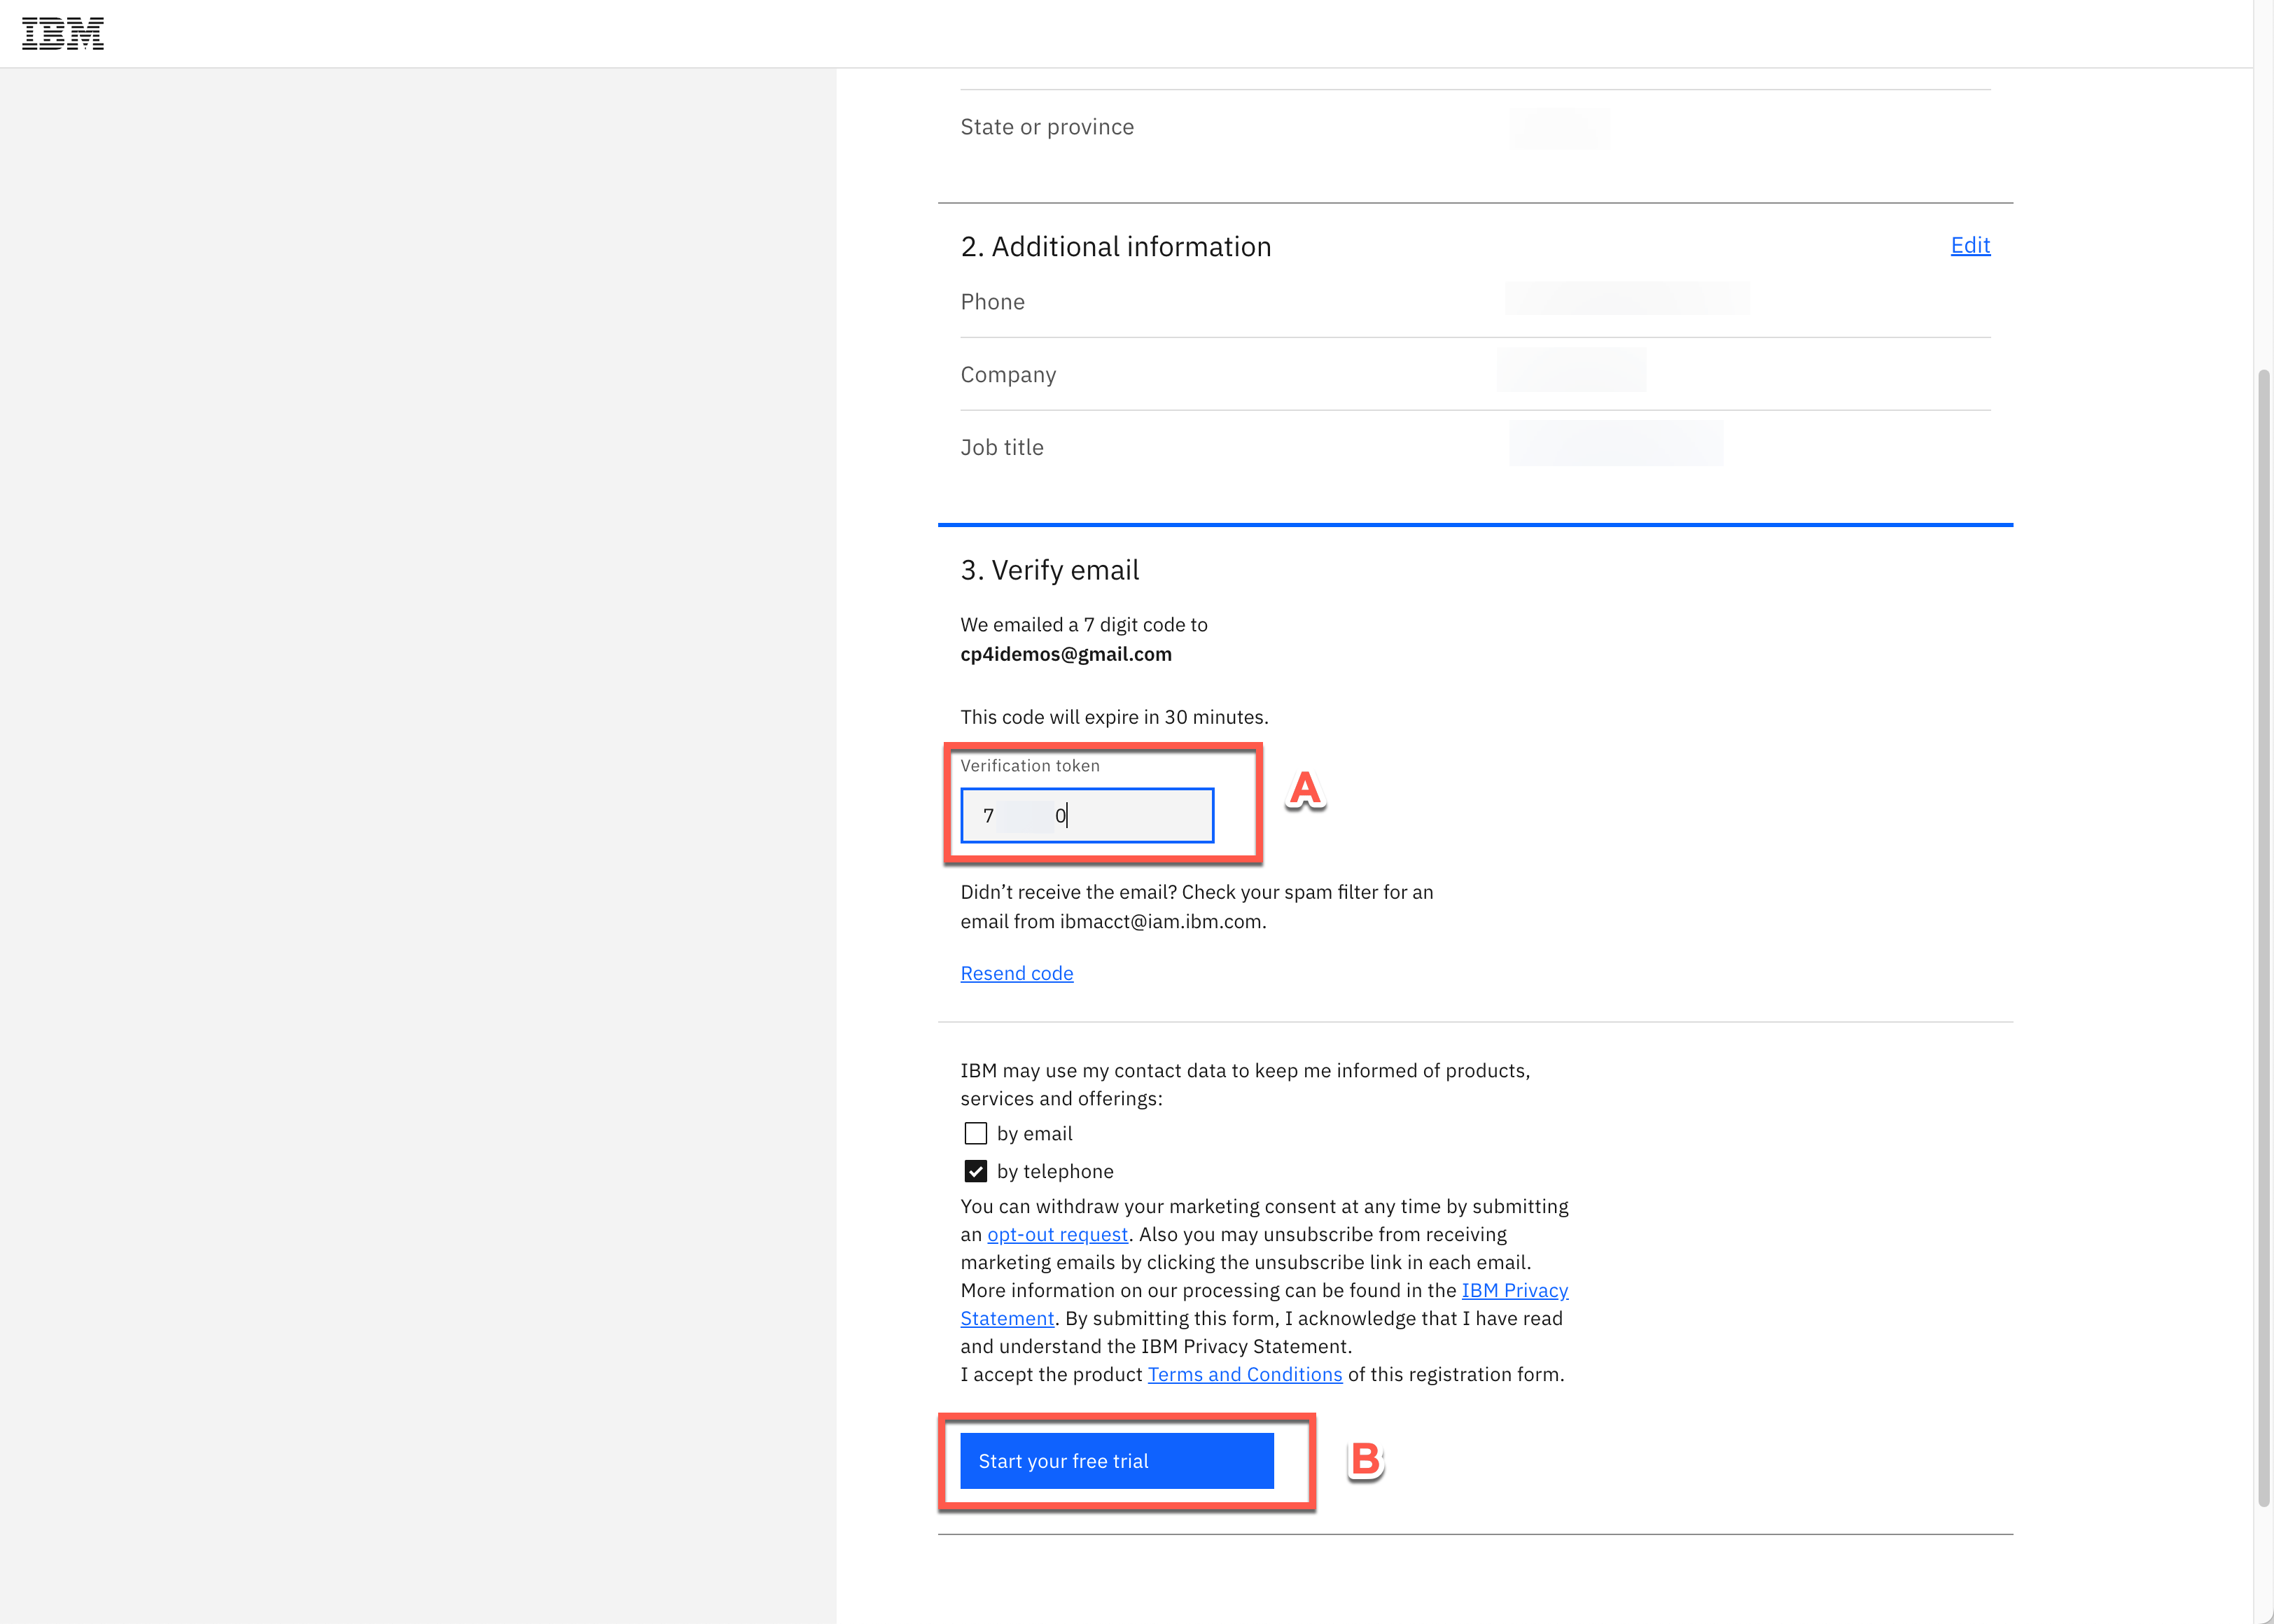 IBM
State or province
2. Additional information
Edit
Phone
Company
Job title
3. Verify email
We emailed a 7 digit code to
cp4idemos@gmail.com
This code will expire in 30 minutes.
Verification token
A
7 0
Didn’t receive the email? Check your spam filter for an
email from ibmacct@iam.ibm.com.
Resend code
IBM may use my contact data to keep me informed of products,
services and offerings:
by email
by telephone
You can withdraw your marketing consent at any time by submitting
an opt-out request. Also you may unsubscribe from receiving
marketing emails by clicking the unsubscribe link in each email.
More information on our processing can be found in the IBM Privacy
Statement. By submitting this form, I acknowledge that I have read
and understand the IBM Privacy Statement.
I accept the product Terms and Conditions of this registration form.
Start your free trial
B